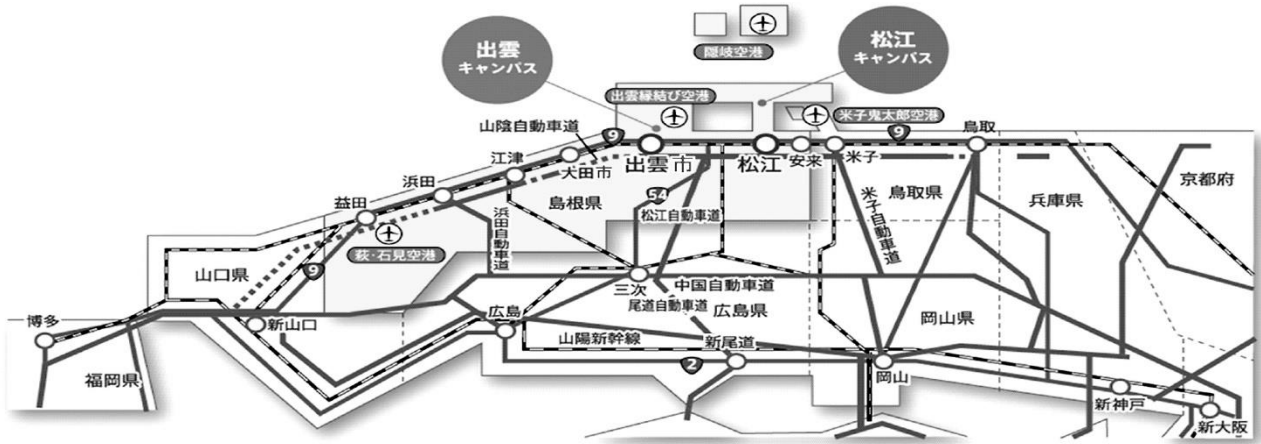 出雲
キャンパス
松江
キャンパス
隠岐空港
出雲縁結び空港
米子鬼太郎空港
山陰自動車道
9
9
鳥取
江津
大田市
出雲市
松江
安来
米子
京都府
浜田
島根県
54
鳥取県
兵庫県
益田
浜田自動車道
松江自動車道
米子自動車道
萩・石見空港
9
山口県
三次
中国自動車道
尾道自動車道
広島県
岡山県
博多
新山口
広島
山陽新幹線
新尾道
2
岡山
福岡県
新神戸
新大阪